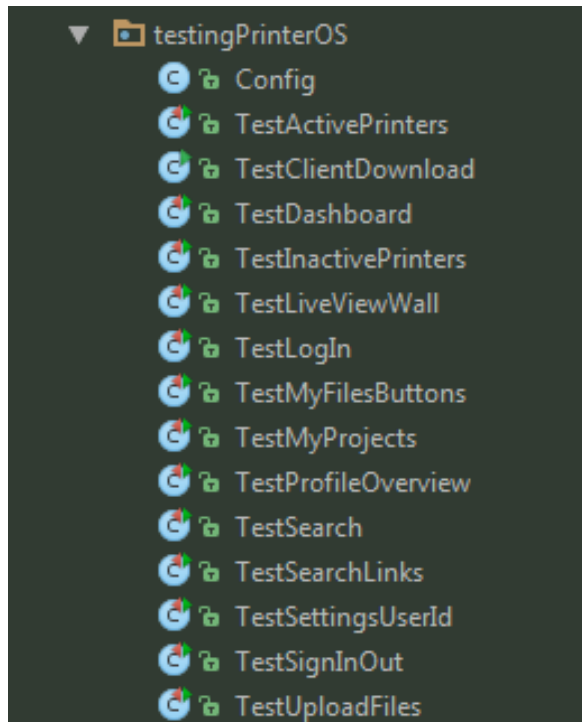 testingPrinterOS
Config
TestActivePrinters
TestClientDownload
TestDashboard
TestInactivePrinters
TestLiveViewWall
TestLogIn
TestMyFilesButtons
TestMyProjects
TestProfileOverview
TestSearch
TestSearchLinks
TestSettingsUserId
TestSignInOut
TestUploadFiles